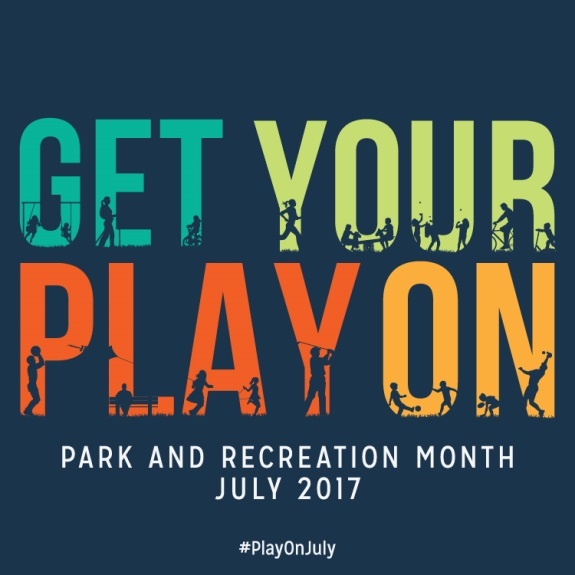 GET YOUR
PLAY ON
PARK AND RECREATION MONTH
JULY 2017
#PlayOnJuly